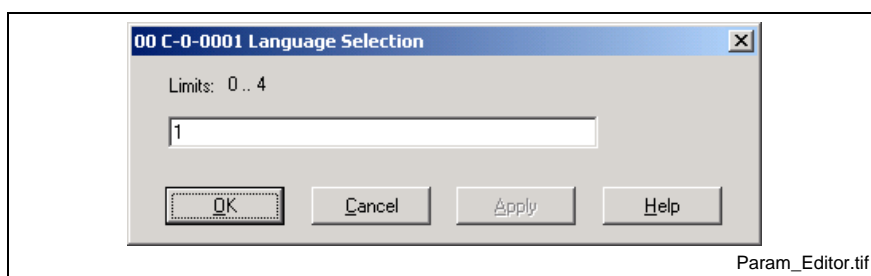 00 C-0-0001 Language Selection
Limits: 0 .. 4
1
OK Cancel Apply Help
Param_Editor.tif